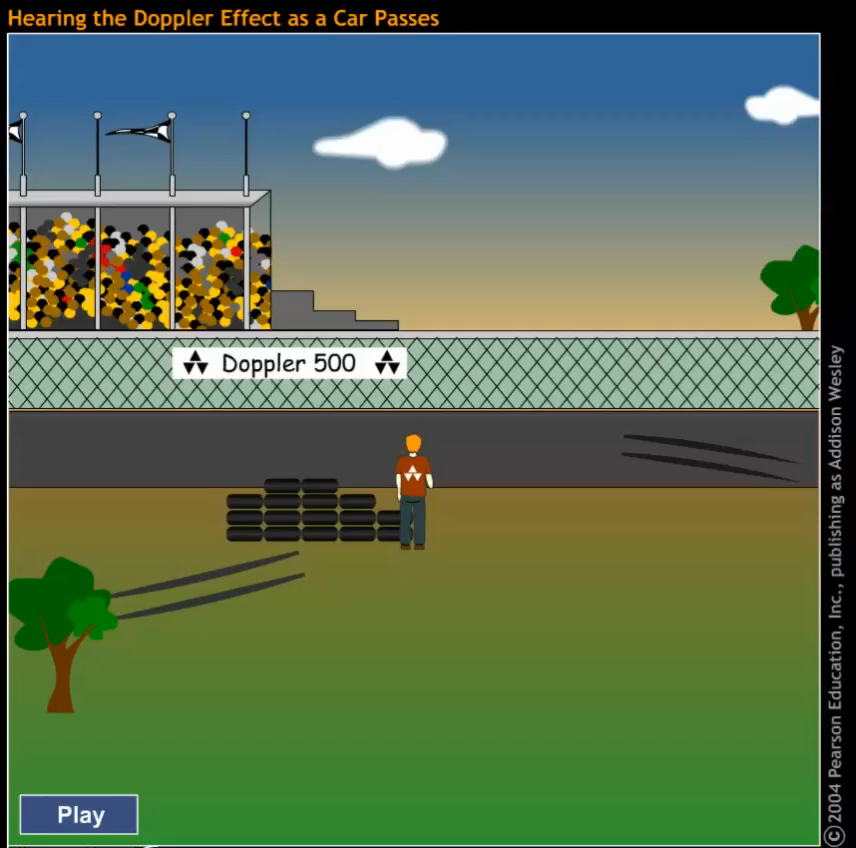 Hearing the Doppler Effect as a Car Passes
Doppler 500
Play
© 2004 Pearson Education, Inc., publishing as Addison Wesley